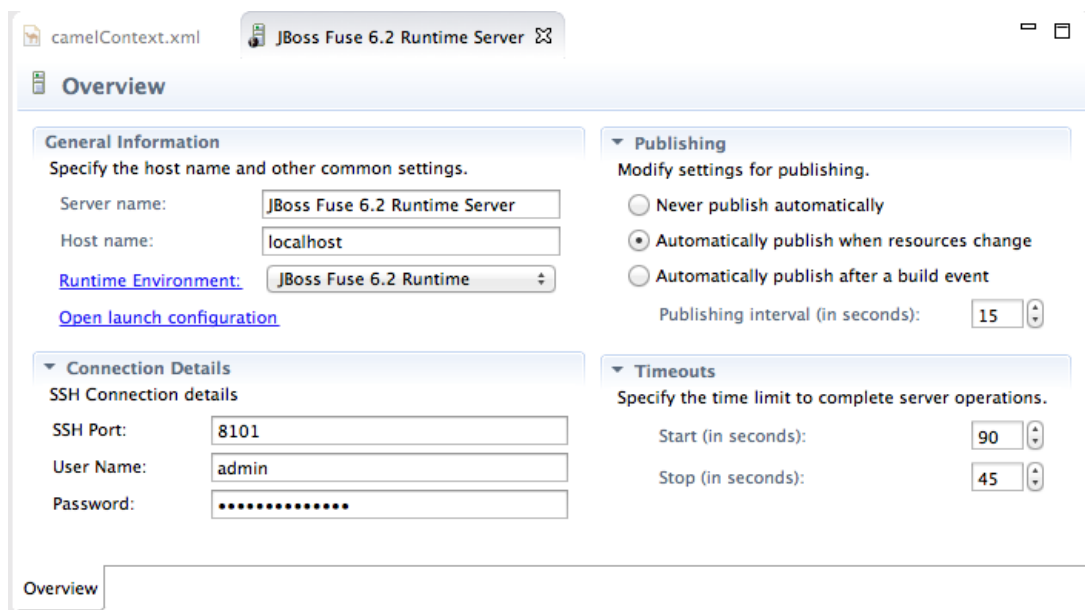 camelContext.xml
JBoss Fuse 6.2 Runtime Server
Overview
General Information
Specify the host name and other common settings.
Server name: JBoss Fuse 6.2 Runtime Server
Host name: localhost
Runtime Environment: JBoss Fuse 6.2 Runtime
Open launch configuration
Connection Details
SSH Connection details
SSH Port: 8101
User Name: admin
Password: ••••••••••••••
Publishing
Modify settings for publishing.
Never publish automatically
Automatically publish when resources change
Automatically publish after a build event
Publishing interval (in seconds): 15
Timeouts
Specify the time limit to complete server operations.
Start (in seconds): 90
Stop (in seconds): 45
Overview